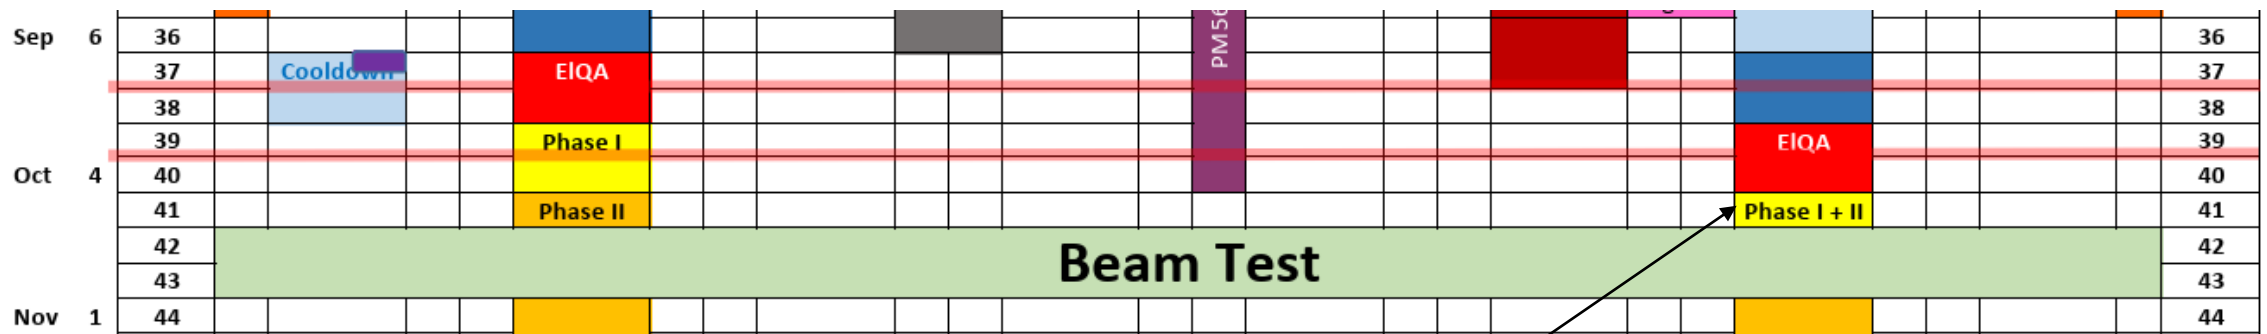 Sep 6 36 36
37 Cooldown ElQA 37
PM56
38 38
39 Phase I ElQA 39
Oct 4 40 40
41 Phase II Phase I + II 41
42 42
Beam Test
43 43
Nov 1 44 44